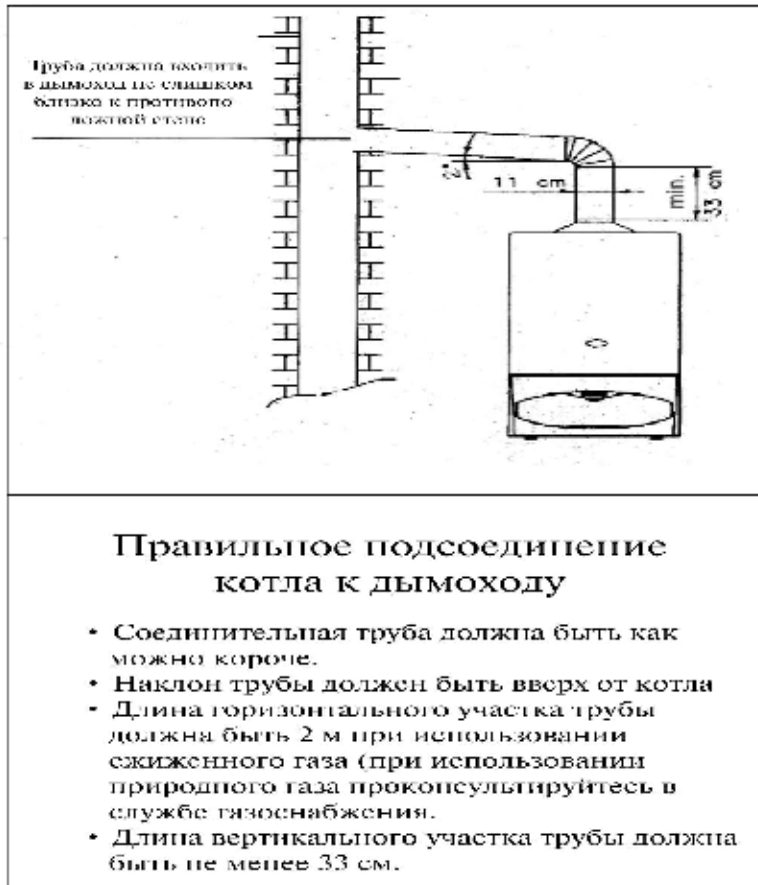 Труба должна входить
в дымоход не слишком
близко к противопо
ложной стене
2°
11 cm
min.
33 cm
Правильное подсоединение
котла к дымоходу
• Соединительная труба должна быть как
можно короче.
• Наклон трубы должен быть вверх от котла
• Длина горизонтального участка трубы
должна быть 2 м при использовании
сжиженного газа (при использовании
природного газа проконсультируйтесь в
службе газоснабжения.
• Длина вертикального участка трубы должна
быть не менее 33 см.